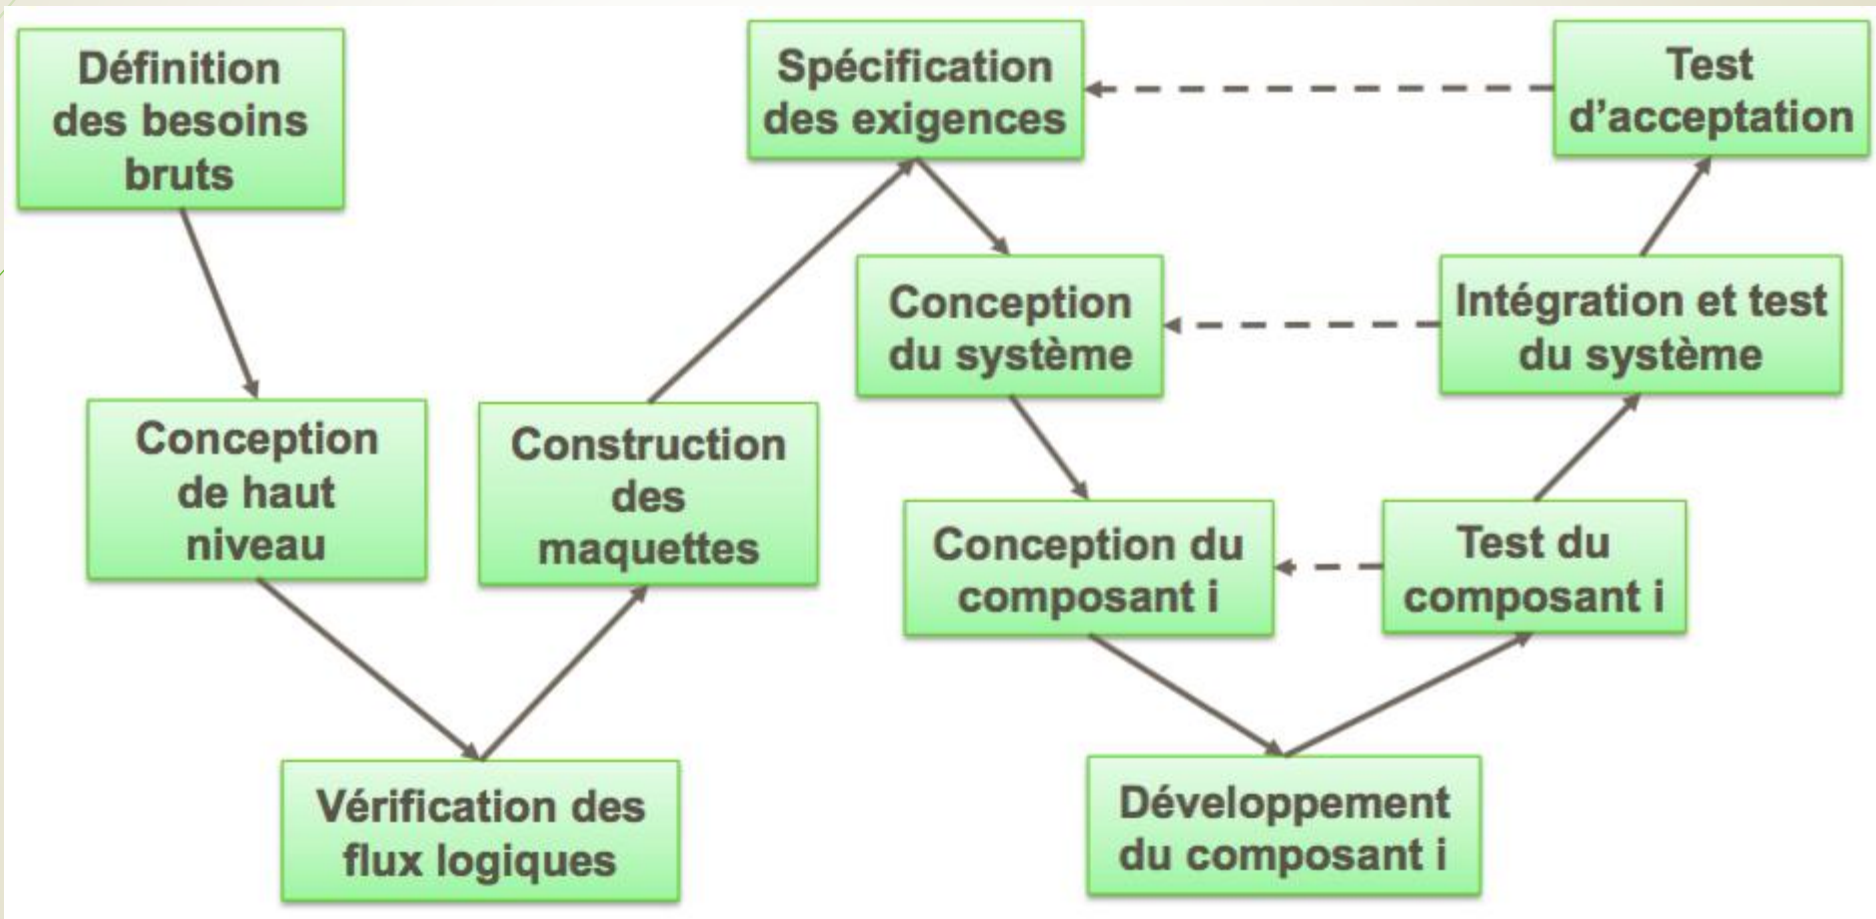 Définition
des besoins
bruts
Conception
de haut
niveau
Vérification des
flux logiques
Construction
des
maquettes
Spécification
des exigences
Conception
du système
Conception du
composant i
Développement
du composant i
Test du
composant i
Intégration et test
du système
Test
d’acceptation